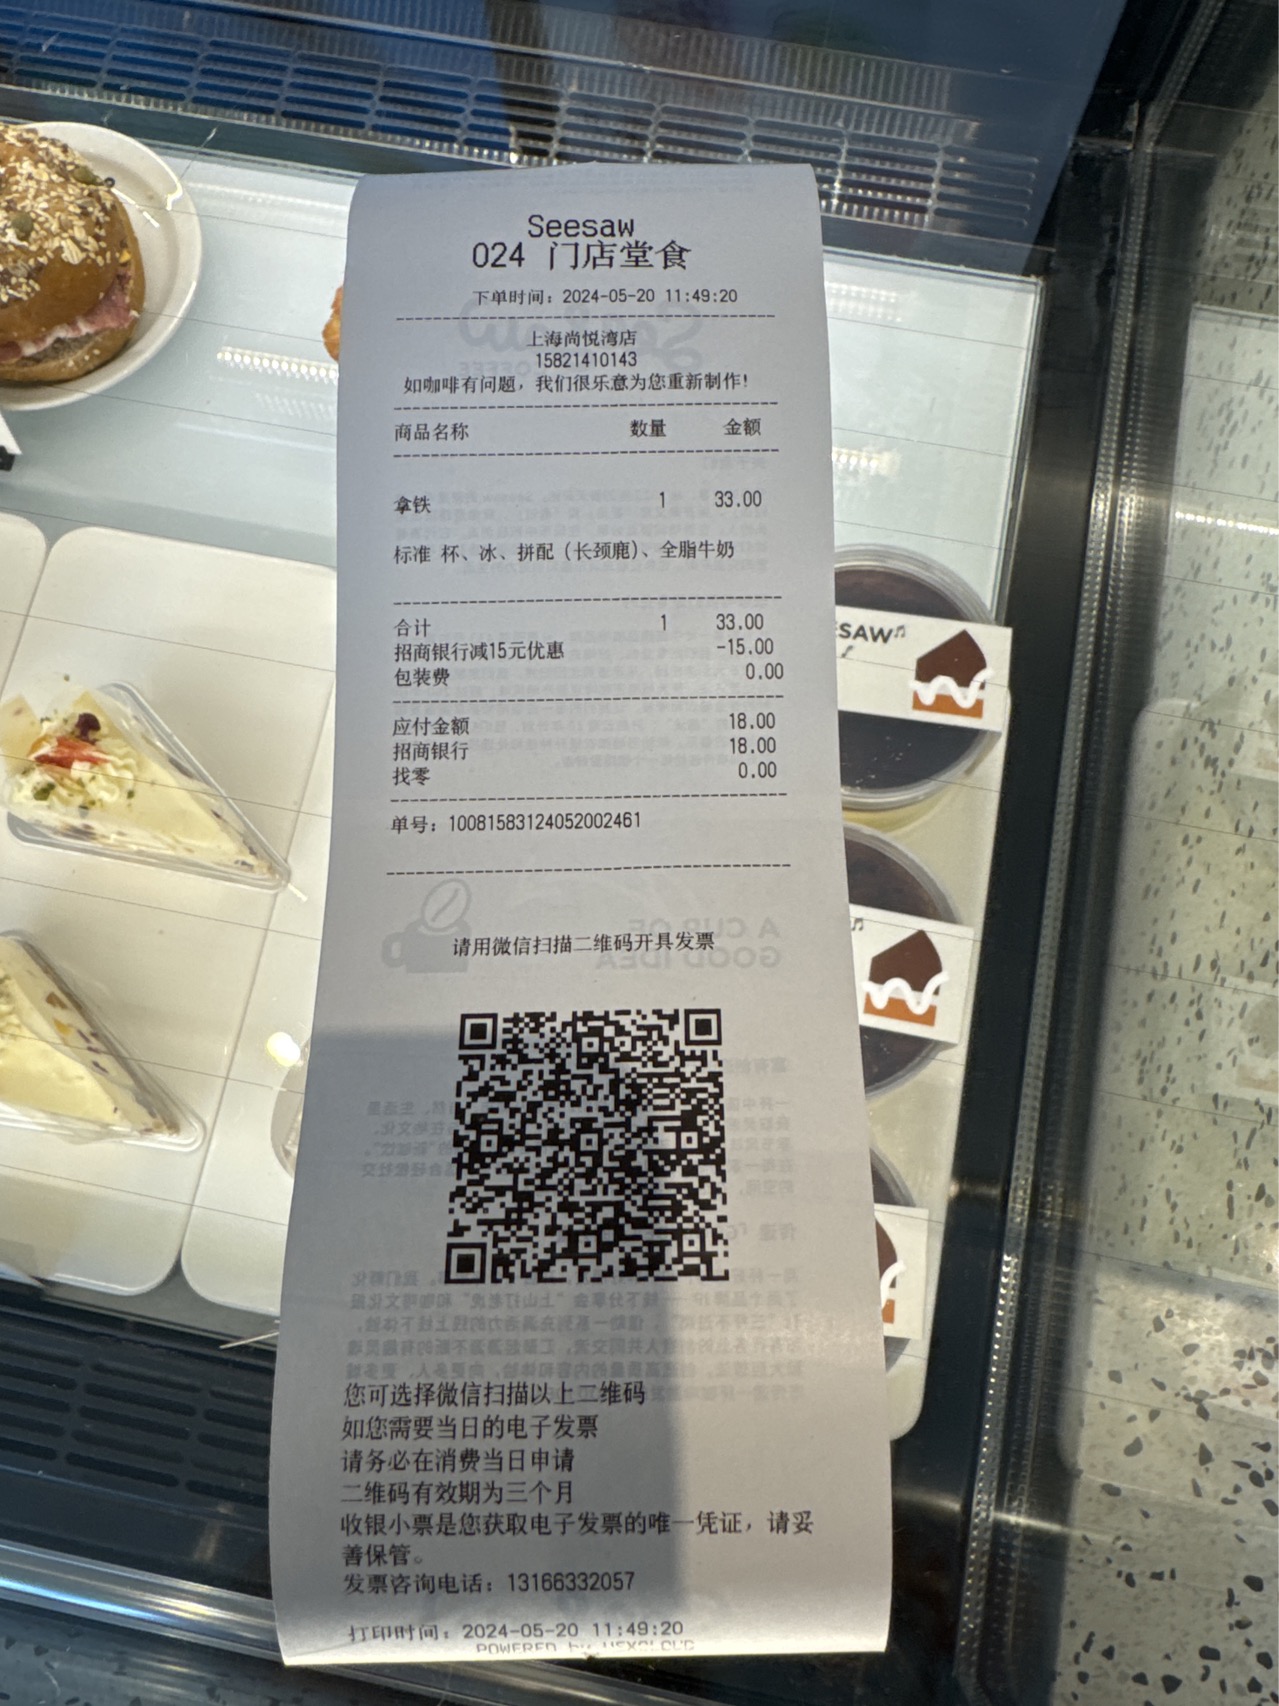 Seesaw
024 门店堂食
下单时间：2024-05-20 11:49:20
上海尚悦湾店
15821410143
如咖啡有问题，我们很乐意为您重新制作！
商品名称 数量 金额
拿铁 1 33.00
标准 杯、冰、拼配（长颈鹿）、全脂牛奶
合计 1 33.00
招商银行减15元优惠 -15.00
包装费 0.00
应付金额 18.00
招商银行 18.00
找零 0.00
单号：10081583124052002461
请用微信扫描二维码开具发票
A CUP OF
GOOD IDEA
您可选择微信扫描以上二维码
如您需要当日的电子发票
请务必在消费当日申请
二维码有效期为三个月
收银小票是您获取电子发票的唯一凭证，请妥
善保管。
发票咨询电话：13166332057
打印时间：2024-05-20 11:49:20
POWERED by HEXCLOUD
ESAW